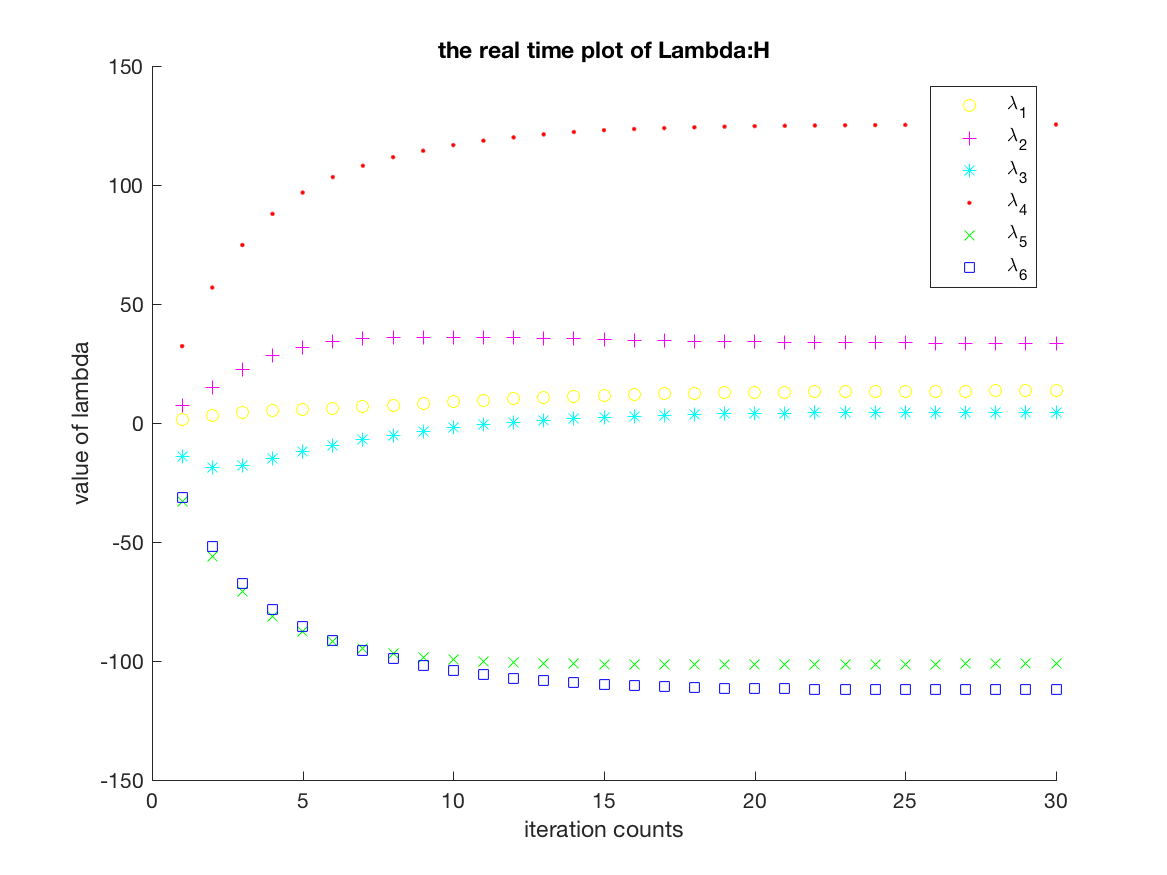 the real time plot of Lambda:H
150
100
50
0
-50
-100
-150
value of lambda
0 5 10 15 20 25 30
iteration counts
λ1
λ2
λ3
λ4
λ5
λ6